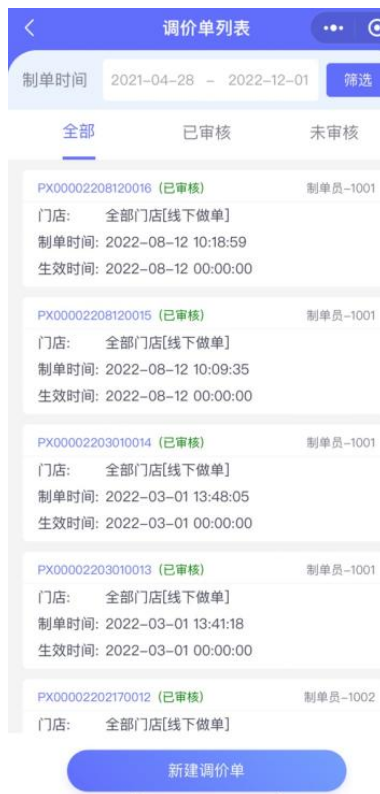 调价单列表
制单时间 2021-04-28 - 2022-12-01 筛选
全部 已审核 未审核
PX00002208120016 (已审核) 制单员-1001
门店: 全部门店[线下做单]
制单时间: 2022-08-12 10:18:59
生效时间: 2022-08-12 00:00:00
PX00002208120015 (已审核) 制单员-1001
门店: 全部门店[线下做单]
制单时间: 2022-08-12 10:09:35
生效时间: 2022-08-12 00:00:00
PX00002203010014 (已审核) 制单员-1001
门店: 全部门店[线下做单]
制单时间: 2022-03-01 13:48:05
生效时间: 2022-03-01 00:00:00
PX00002203010013 (已审核) 制单员-1001
门店: 全部门店[线下做单]
制单时间: 2022-03-01 13:41:18
生效时间: 2022-03-01 00:00:00
PX00002202170012 (已审核) 制单员-1002
门店: 全部门店[线下做单]
新建调价单